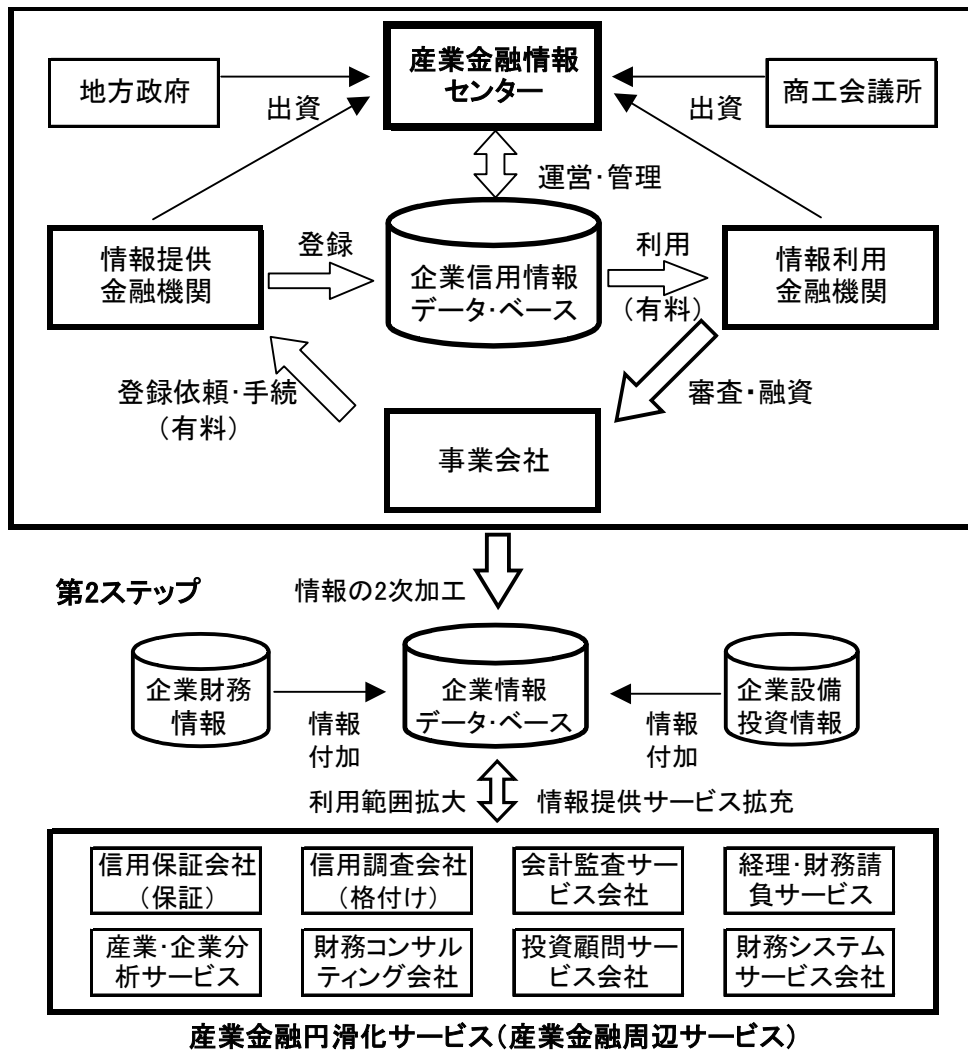 産業金融情報
センター
地方政府
商工会議所
出資
出資
運営・管理
情報提供
金融機関
登録
企業信用情報
データ・ベース
利用
(有料)
情報利用
金融機関
登録依頼・手続
(有料)
審査・融資
事業会社
第2ステップ
情報の2次加工
企業財務
情報
情報
付加
企業情報
データ・ベース
情報
付加
企業設備
投資情報
利用範囲拡大
情報提供サービス拡充
信用保証会社
(保証)
信用調査会社
(格付け)
会計監査サー
ビス会社
経理・財務請
負サービス
産業・企業分
析サービス
財務コンサル
ティング会社
投資顧問サー
ビス会社
財務システム
サービス会社
産業金融円滑化サービス(産業金融周辺サービス)